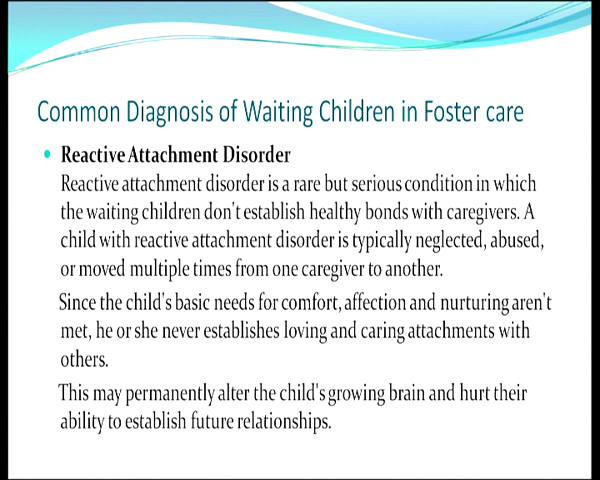 Common Diagnosis of Waiting Children in Foster care
Reactive Attachment Disorder
Reactive attachment disorder is a rare but serious condition in which
the waiting children don't establish healthy bonds with caregivers. A
child with reactive attachment disorder is typically neglected, abused,
or moved multiple times from one caregiver to another.
Since the child's basic needs for comfort, affection and nurturing aren't
met, he or she never establishes loving and caring attachments with
others.
This may permanently alter the child's growing brain and hurt their
ability to establish future relationships.